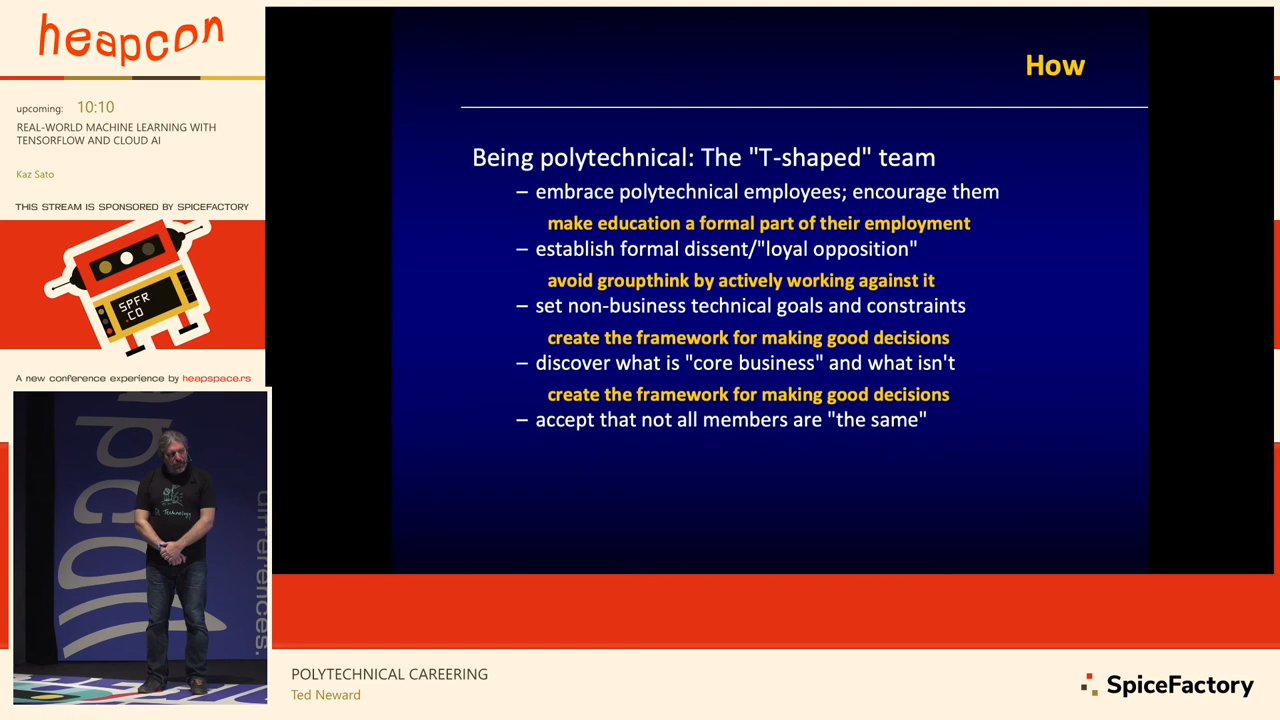 heapcon
upcoming: 10:10
REAL-WORLD MACHINE LEARNING WITH
TENSORFLOW AND CLOUD AI
Kaz Sato
THIS STREAM IS SPONSORED BY SPICEFACTORY
SPFR
.CO
A new conference experience by heapspace.rs
How
Being polytechnical: The "T-shaped" team
– embrace polytechnical employees; encourage them
make education a formal part of their employment
– establish formal dissent/"loyal opposition"
avoid groupthink by actively working against it
– set non-business technical goals and constraints
create the framework for making good decisions
– discover what is "core business" and what isn't
create the framework for making good decisions
– accept that not all members are "the same"
Technology
POLYTECHNICAL CAREERING
Ted Neward
SpiceFactory